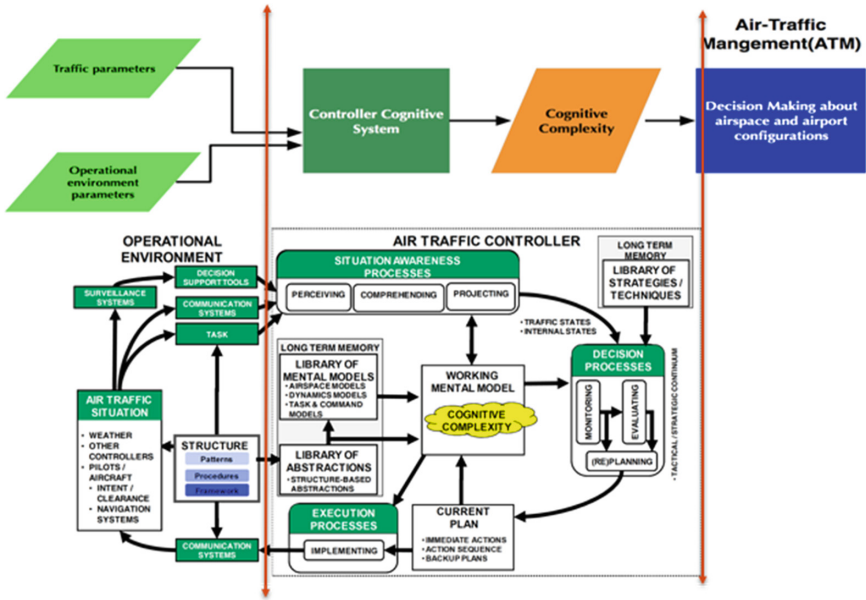 Air-Traffic
Mangement(ATM)
Traffic parameters
Operational
environment
parameters
Controller Cognitive
System
Cognitive
Complexity
Decision Making about
airspace and airport
configurations
OPERATIONAL
ENVIRONMENT
AIR TRAFFIC CONTROLLER
SURVEILLANCE
SYSTEMS
DECISION
SUPPORT TOOLS
COMMUNICATION
SYSTEMS
TASK
AIR TRAFFIC
SITUATION
• WEATHER
• OTHER
CONTROLLERS
• PILOTS /
AIRCRAFT
• INTENT /
CLEARANCE
• NAVIGATION
SYSTEMS
STRUCTURE
Patterns
Procedures
Framework
COMMUNICATION
SYSTEMS
SITUATION AWARENESS
PROCESSES
PERCEIVING
COMPREHENDING
PROJECTING
• TRAFFIC STATES
• INTERNAL STATES
LONG TERM
MEMORY
LIBRARY OF
STRATEGIES /
TECHNIQUES
LONG TERM MEMORY
LIBRARY OF
MENTAL MODELS
• AIRSPACE MODELS
• DYNAMICS MODELS
• TASK & COMMAND
MODELS
LIBRARY OF
ABSTRACTIONS
• STRUCTURE-BASED
ABSTRACTIONS
WORKING
MENTAL MODEL
COGNITIVE
COMPLEXITY
DECISION
PROCESSES
MONITORING
EVALUATING
(RE)PLANNING
• TACTICAL / STRATEGIC CONTINUUM
EXECUTION
PROCESSES
IMPLEMENTING
CURRENT
PLAN
• IMMEDIATE ACTIONS
• ACTION SEQUENCE
• BACKUP PLANS